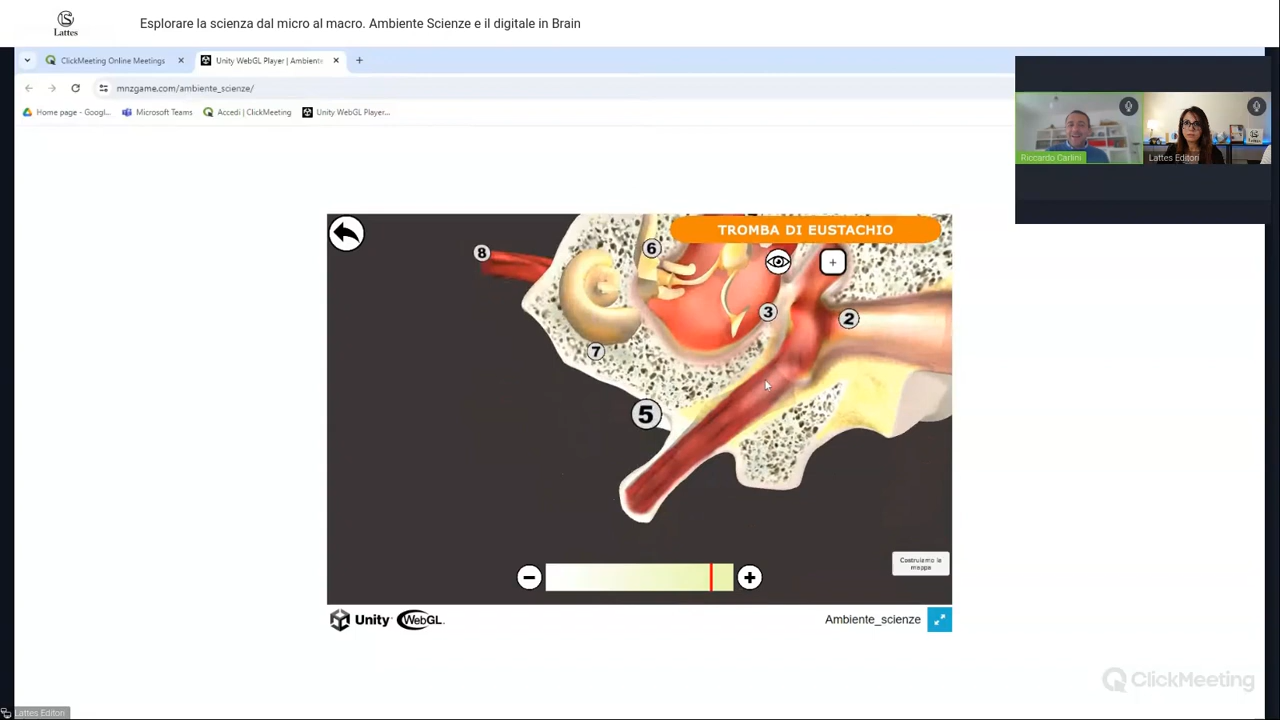 Lattes
Esplorare la scienza dal micro al macro. Ambiente Scienze e il digitale in Brain
ClickMeeting Online Meetings
Unity WebGL Player | Ambiente
mnzgame.com/ambiente_scienze/
Home page - Googl...
Microsoft Teams
Accedi | ClickMeeting
Unity WebGL Player...
Riccardo Carlini
Lattes Editori
TROMBA DI EUSTACHIO
8
6
3
2
7
5
Costruiamo la
mappa
Unity WebGL.
Ambiente_scienze
ClickMeeting
Lattes Editori